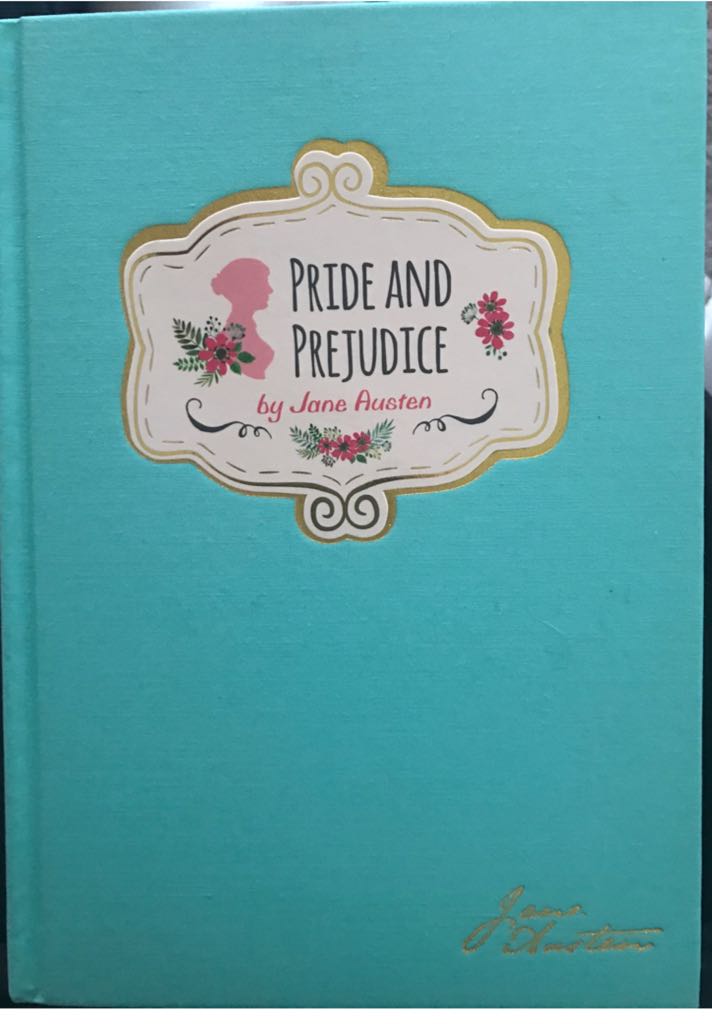 PRIDE AND
PREJUDICE
by Jane Austen
Jane
Austen